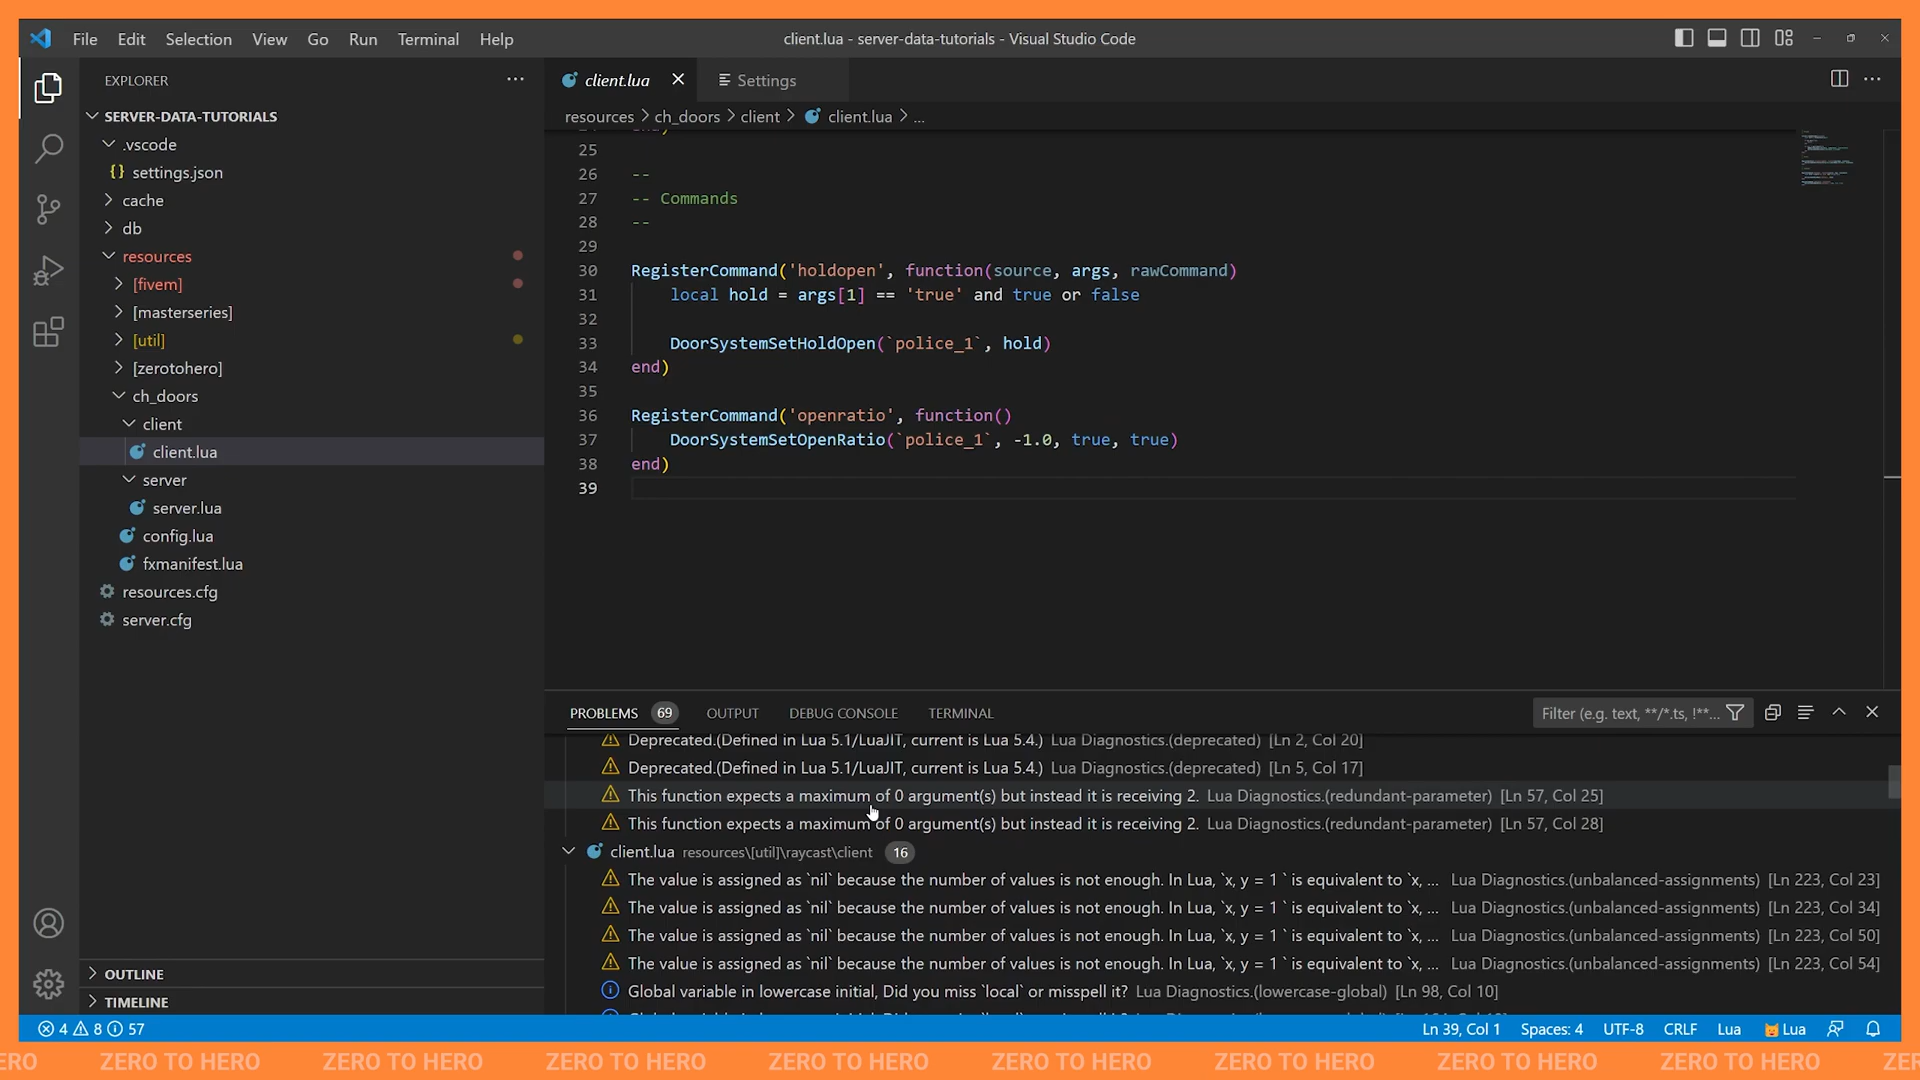 File Edit Selection View Go Run Terminal Help
client.lua - server-data-tutorials - Visual Studio Code
EXPLORER
SERVER-DATA-TUTORIALS
.vscode
{} settings.json
cache
db
resources
[fivem]
[masterseries]
[util]
[zerotohero]
ch_doors
client
client.lua
server
server.lua
config.lua
fxmanifest.lua
resources.cfg
server.cfg
OUTLINE
TIMELINE
client.lua
Settings
resources > ch_doors > client > client.lua > ...
25
26 --
27 -- Commands
28 --
29
30 RegisterCommand('holdopen', function(source, args, rawCommand)
31 local hold = args[1] == 'true' and true or false
32
33 DoorSystemSetHoldOpen(`police_1`, hold)
34 end)
35
36 RegisterCommand('openratio', function()
37 DoorSystemSetOpenRatio(`police_1`, -1.0, true, true)
38 end)
39
PROBLEMS 69 OUTPUT DEBUG CONSOLE TERMINAL
Filter (e.g. text, **/*.ts, !**...
Deprecated.(Defined in Lua 5.1/LuaJIT, current is Lua 5.4.) Lua Diagnostics.(deprecated) [Ln 2, Col 20]
Deprecated.(Defined in Lua 5.1/LuaJIT, current is Lua 5.4.) Lua Diagnostics.(deprecated) [Ln 5, Col 17]
This function expects a maximum of 0 argument(s) but instead it is receiving 2. Lua Diagnostics.(redundant-parameter) [Ln 57, Col 25]
This function expects a maximum of 0 argument(s) but instead it is receiving 2. Lua Diagnostics.(redundant-parameter) [Ln 57, Col 28]
client.lua resources\[util]\raycast\client 16
The value is assigned as `nil` because the number of values is not enough. In Lua, `x, y = 1 ` is equivalent to `x, ... Lua Diagnostics.(unbalanced-assignments) [Ln 223, Col 23]
The value is assigned as `nil` because the number of values is not enough. In Lua, `x, y = 1 ` is equivalent to `x, ... Lua Diagnostics.(unbalanced-assignments) [Ln 223, Col 34]
The value is assigned as `nil` because the number of values is not enough. In Lua, `x, y = 1 ` is equivalent to `x, ... Lua Diagnostics.(unbalanced-assignments) [Ln 223, Col 50]
The value is assigned as `nil` because the number of values is not enough. In Lua, `x, y = 1 ` is equivalent to `x, ... Lua Diagnostics.(unbalanced-assignments) [Ln 223, Col 54]
Global variable in lowercase initial, Did you miss `local` or misspell it? Lua Diagnostics.(lowercase-global) [Ln 98, Col 10]
4 8 57
Ln 39, Col 1 Spaces: 4 UTF-8 CRLF Lua Lua
ERO ZERO TO HERO ZERO TO HERO ZERO TO HERO ZERO TO HERO ZERO TO HERO ZERO TO HERO ZERO TO HERO ZERO TO HERO ZER